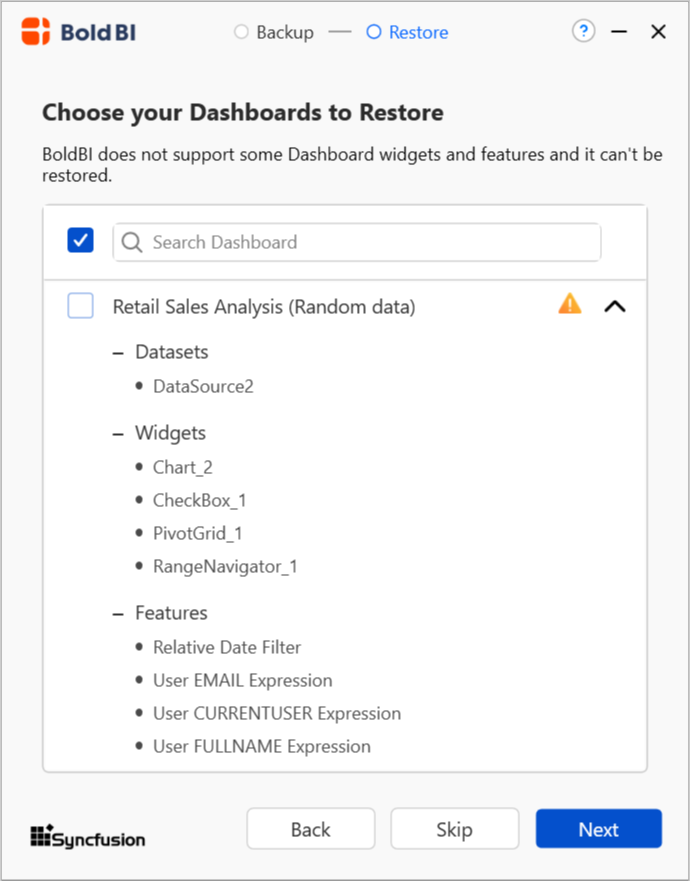 Bold BI
Backup
Restore
?
Choose your Dashboards to Restore
BoldBI does not support some Dashboard widgets and features and it can't be
restored.
Search Dashboard
Retail Sales Analysis (Random data)
– Datasets
• DataSource2
– Widgets
• Chart_2
• CheckBox_1
• PivotGrid_1
• RangeNavigator_1
– Features
• Relative Date Filter
• User EMAIL Expression
• User CURRENTUSER Expression
• User FULLNAME Expression
Syncfusion
Back
Skip
Next